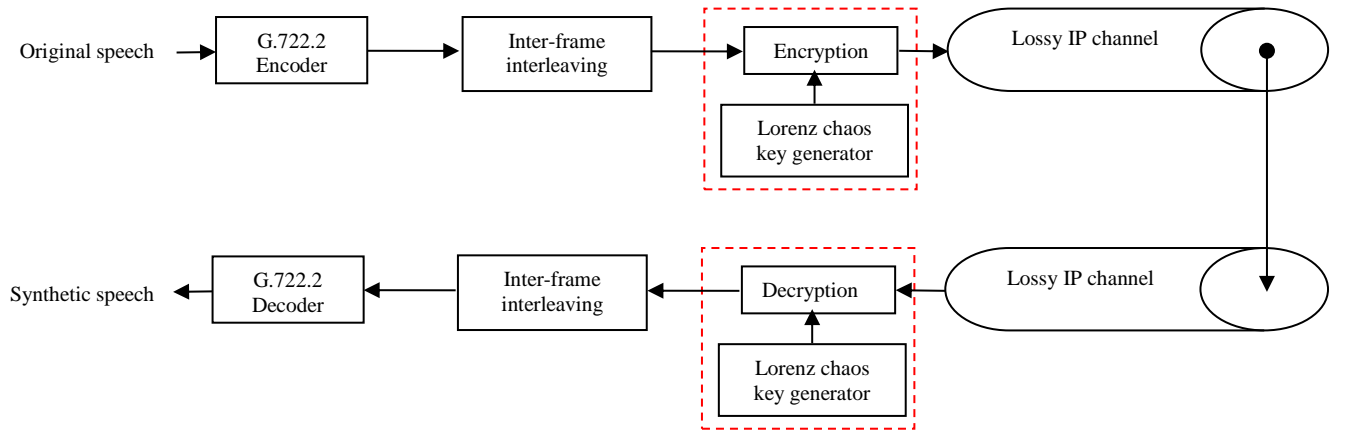 Original speech
G.722.2
Encoder
Inter-frame
interleaving
Encryption
Lossy IP channel
Lorenz chaos
key generator
Synthetic speech
G.722.2
Decoder
Inter-frame
interleaving
Decryption
Lossy IP channel
Lorenz chaos
key generator